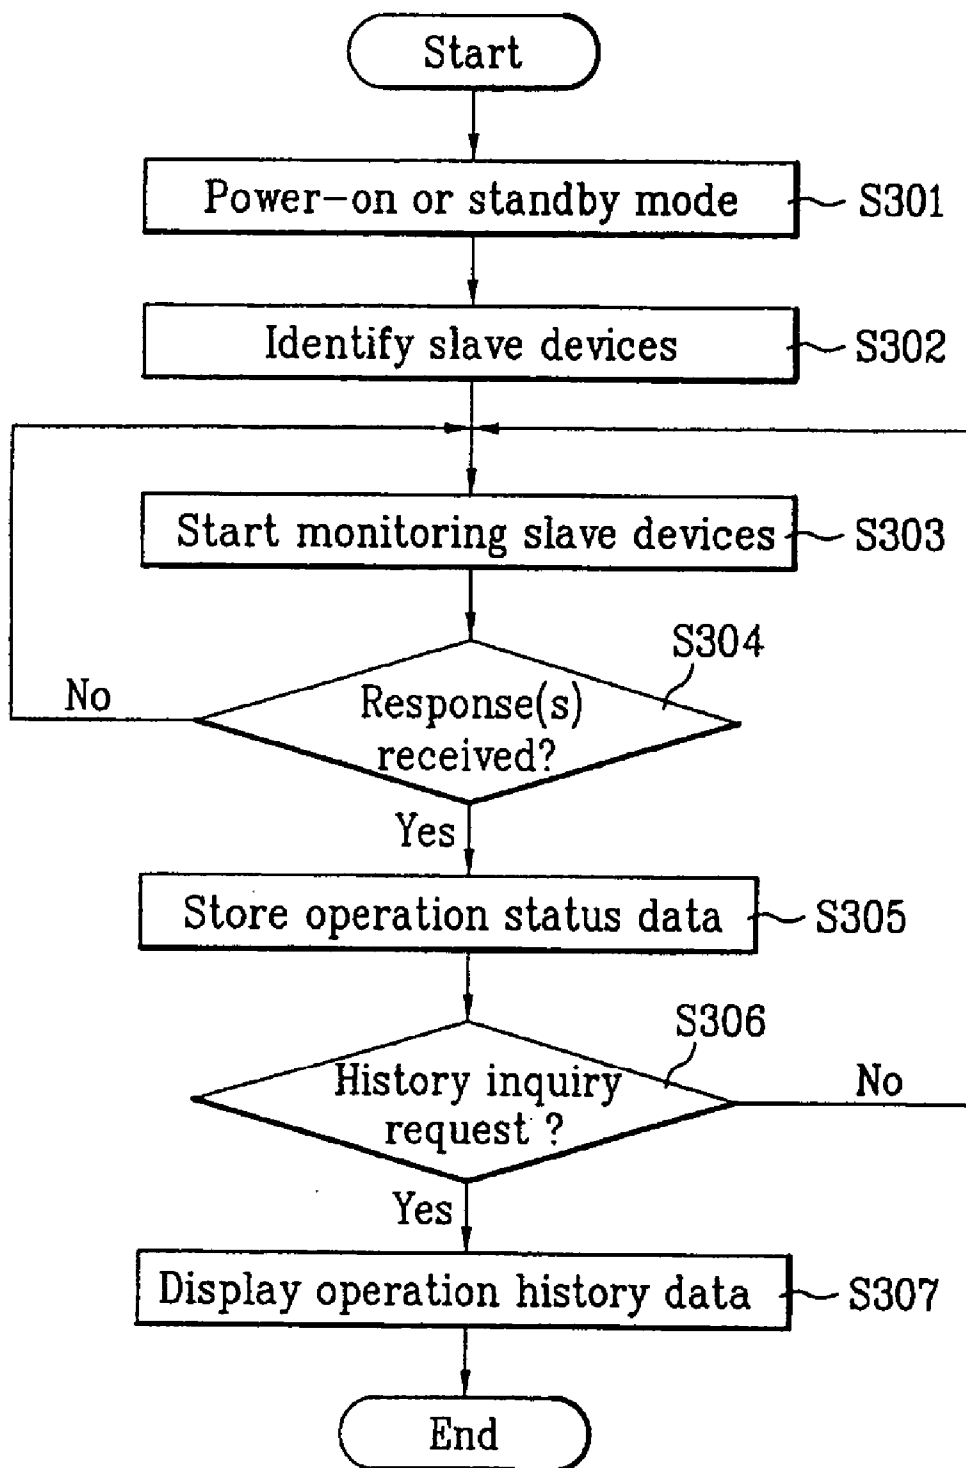 Start
Power-on or standby mode
S301
Identify slave devices
S302
Start monitoring slave devices
S303
S304
Response(s)
received?
No
Yes
Store operation status data
S305
S306
History inquiry
request ?
No
Yes
Display operation history data
S307
End